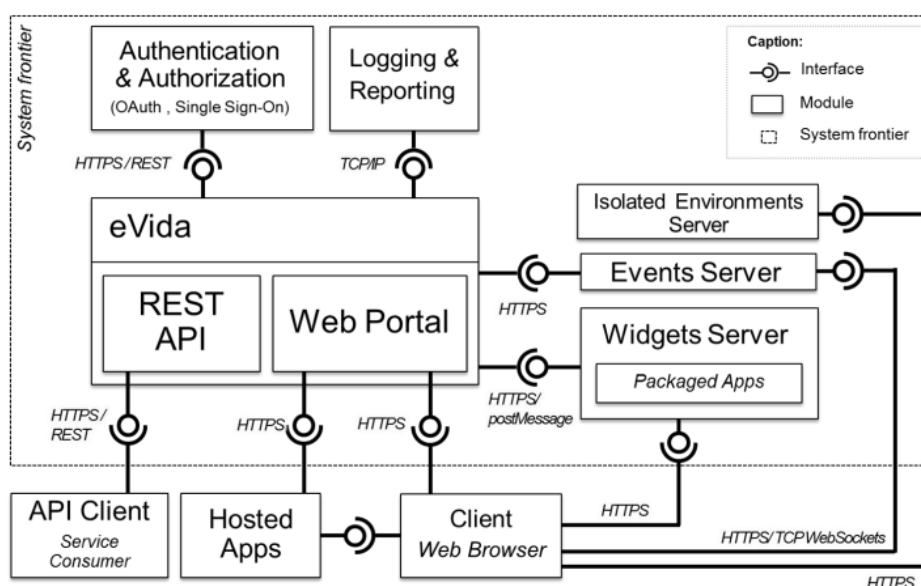 System frontier
Authentication
& Authorization
(OAuth , Single Sign-On)
Logging &
Reporting
Caption:
Interface
Module
System frontier
HTTPS / REST
TCP/IP
eVida
REST
API
Web Portal
Isolated Environments
Server
Events Server
HTTPS
Widgets Server
Packaged Apps
HTTPS/
postMessage
HTTPS /
REST
HTTPS
HTTPS
HTTPS
API Client
Service
Consumer
Hosted
Apps
Client
Web Browser
HTTPS/ TCP WebSockets
HTTPS